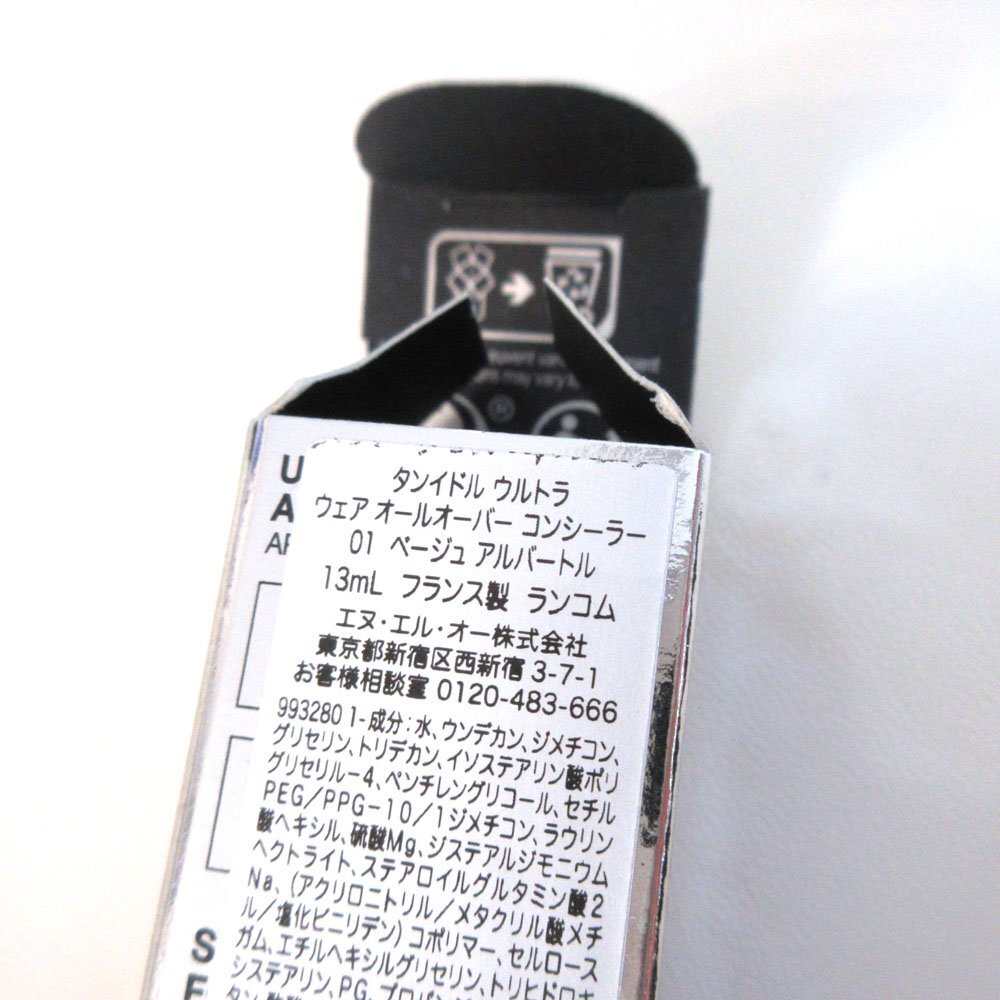 may vary
U
A
タンイドル ウルトラ
ウェア オールオーバー コンシーラー
01 ベージュ アルバートル
13mL フランス製 ランコム
エヌ・エル・オー株式会社
東京都新宿区西新宿 3-7-1
お客様相談室 0120-483-666
993280 1-成分:水、ウンデカン、ジメチコン、
グリセリン、トリデカン、イソステアリン酸ポリ
グリセリル-4、ペンチレングリコール、セチル
PEG/PPG-10/1ジメチコン、ラウリン
酸ヘキシル、硫酸Mg、ジステアルジモニウム
ヘクトライト、ステアロイルグルタミン酸2
Na、(アクリロニトリル/メタクリル酸メチ
ル/塩化ビニリデン)コポリマー、セルロース
ガム、エチルヘキシルグリセリン、トリヒドロキ
システアリン、PG、プロパン
S